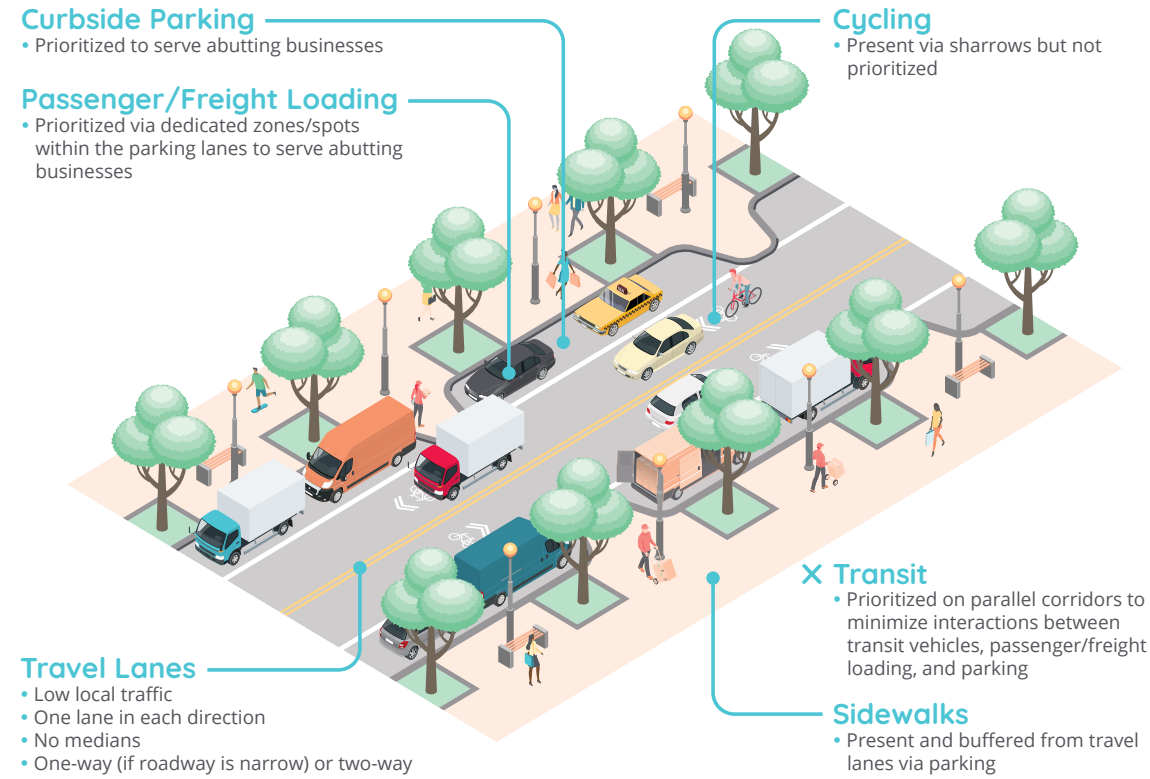 Curbside Parking
• Prioritized to serve abutting businesses
Passenger/Freight Loading
• Prioritized via dedicated zones/spots
within the parking lanes to serve abutting
businesses
Cycling
• Present via sharrows but not
prioritized
Travel Lanes
• Low local traffic
• One lane in each direction
• No medians
• One-way (if roadway is narrow) or two-way
Transit
• Prioritized on parallel corridors to
minimize interactions between
transit vehicles, passenger/freight
loading, and parking
Sidewalks
• Present and buffered from travel
lanes via parking